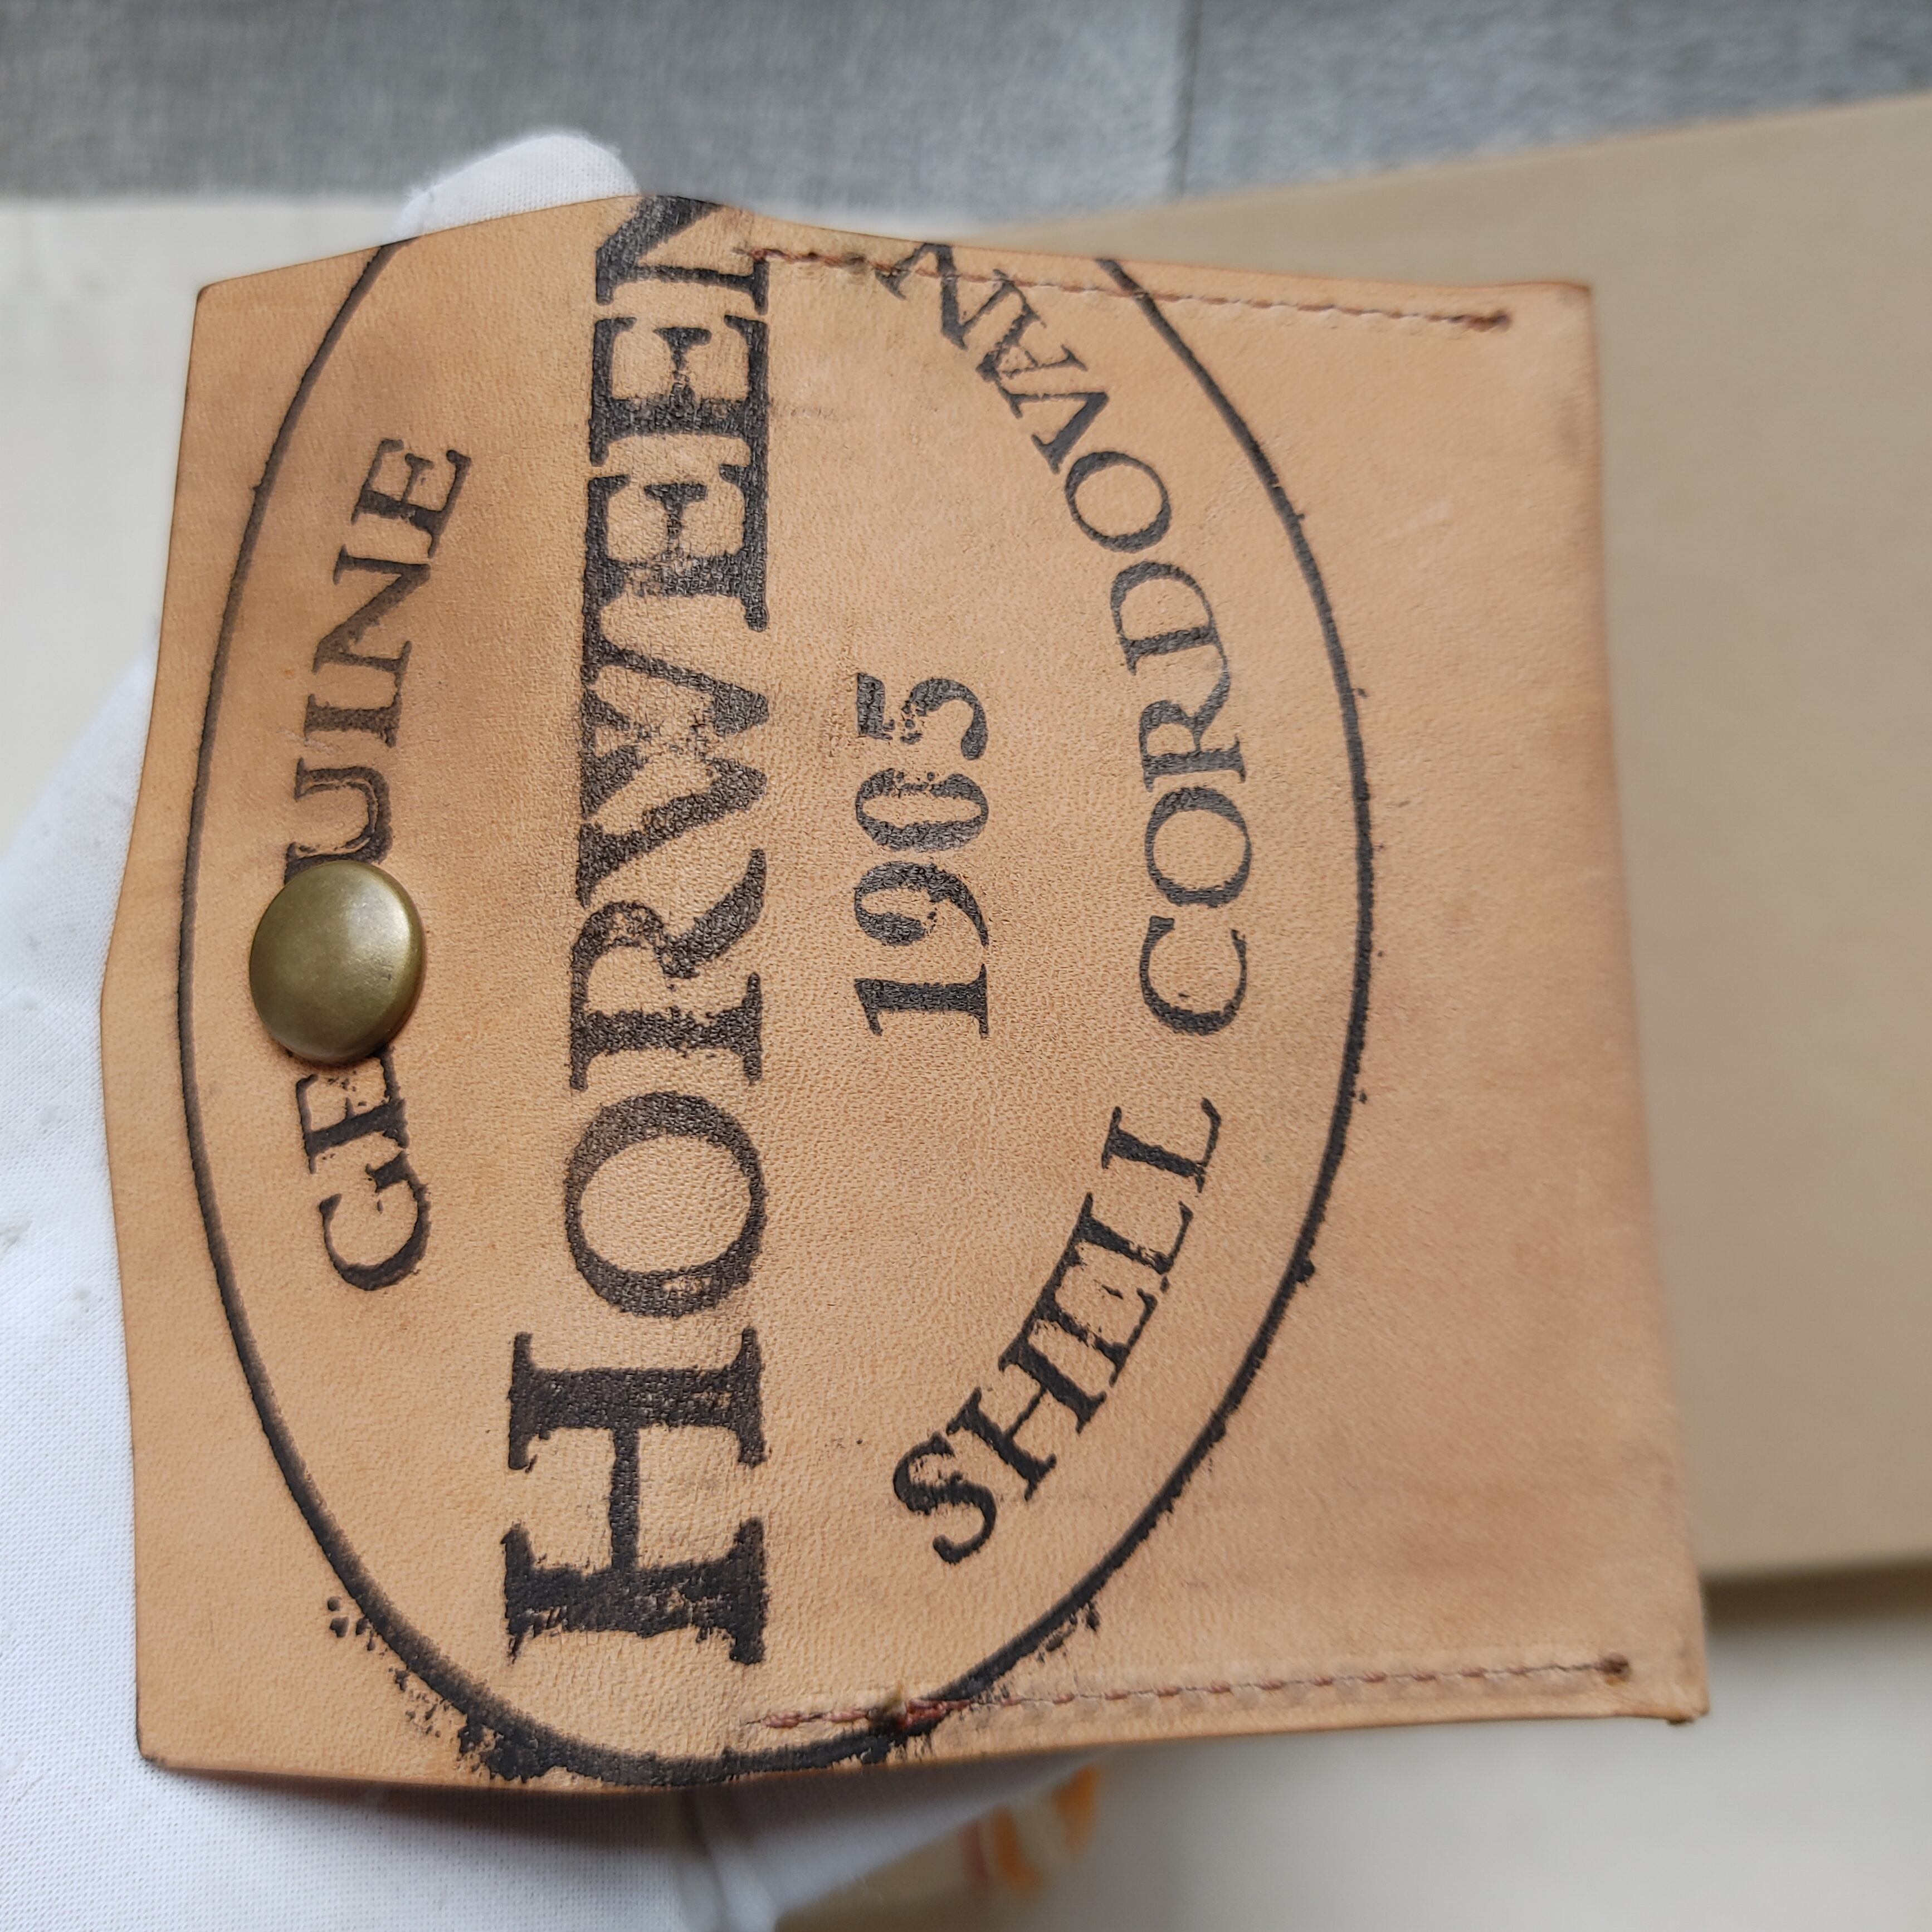 GENUINE
HORWEEN
1905
SHELL CORDOVAN